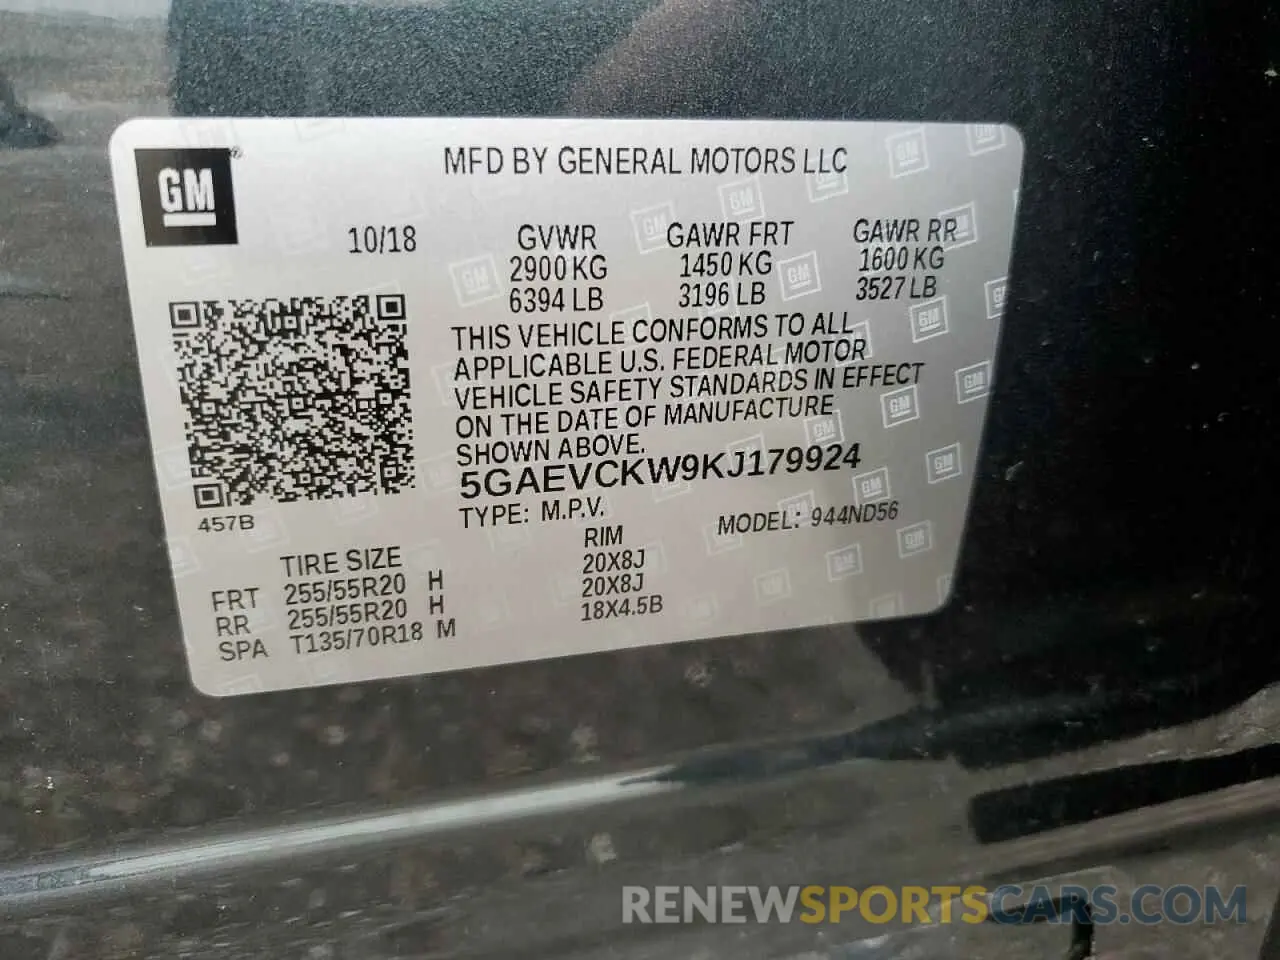 GM®
MFD BY GENERAL MOTORS LLC
10/18
GVWR GAWR FRT GAWR RR
2900 KG 1450 KG 1600 KG
6394 LB 3196 LB 3527 LB
THIS VEHICLE CONFORMS TO ALL
APPLICABLE U.S. FEDERAL MOTOR
VEHICLE SAFETY STANDARDS IN EFFECT
ON THE DATE OF MANUFACTURE
SHOWN ABOVE.
5GAEVCKW9KJ179924
457B
TYPE: M.P.V. MODEL: 944ND56
TIRE SIZE RIM
FRT 255/55R20 H 20X8J
RR 255/55R20 H 20X8J
SPA T135/70R18 M 18X4.5B
RENEWSPORTSCARS.COM